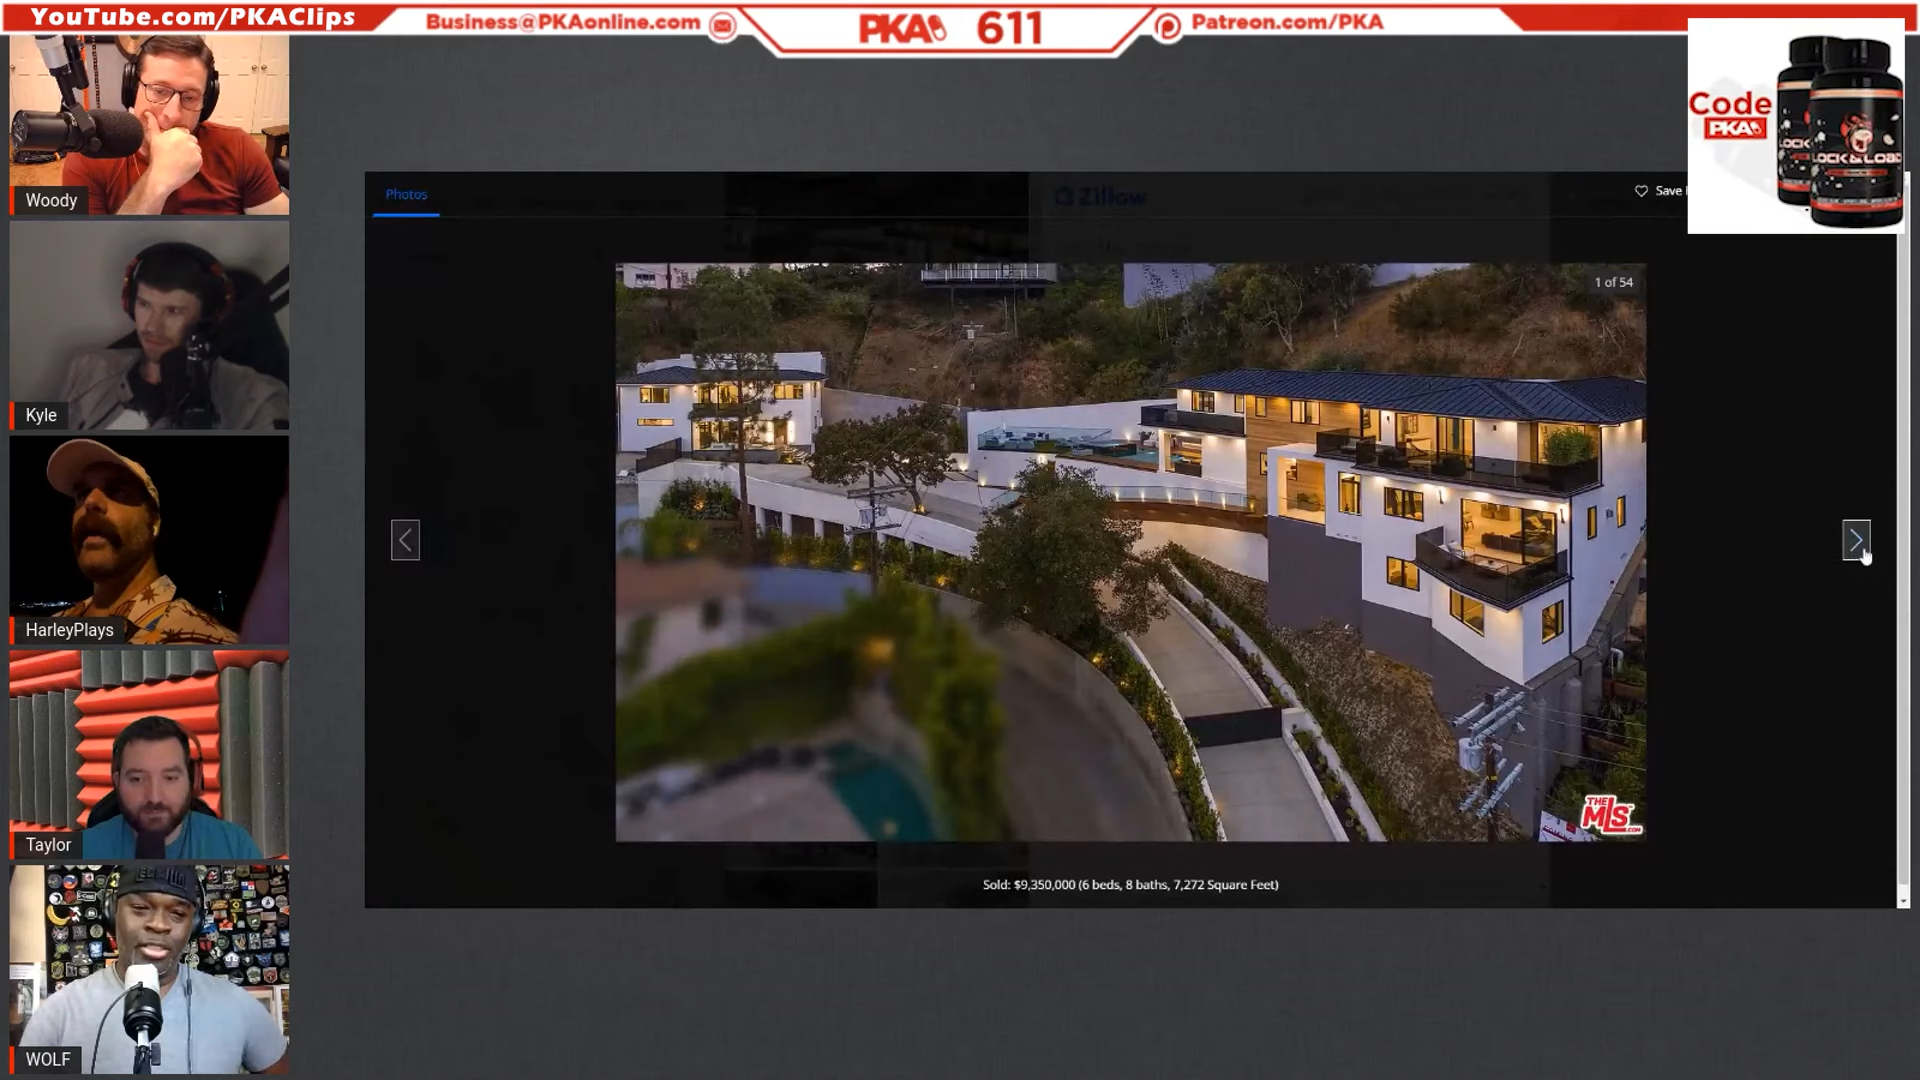 YouTube.com/PKAClips
Business@PKAonline.com
PKA 611
Patreon.com/PKA
Code
PKA
LOCK & LOAD
Photos
Zillow
Save
1 of 54
Woody
Kyle
HarleyPlays
Taylor
WOLF
THE
MLS
.COM
Sold: $9,350,000 (6 beds, 8 baths, 7,272 Square Feet)